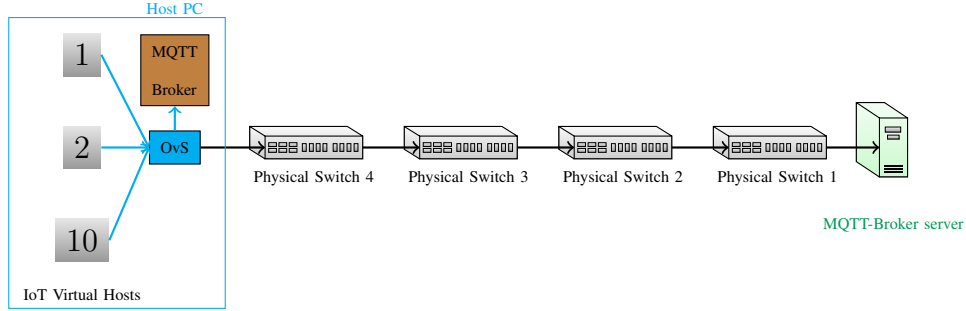 Host PC
1
MQTT
Broker
2
OvS
Physical Switch 4
Physical Switch 3
Physical Switch 2
Physical Switch 1
MQTT-Broker server
10
IoT Virtual Hosts